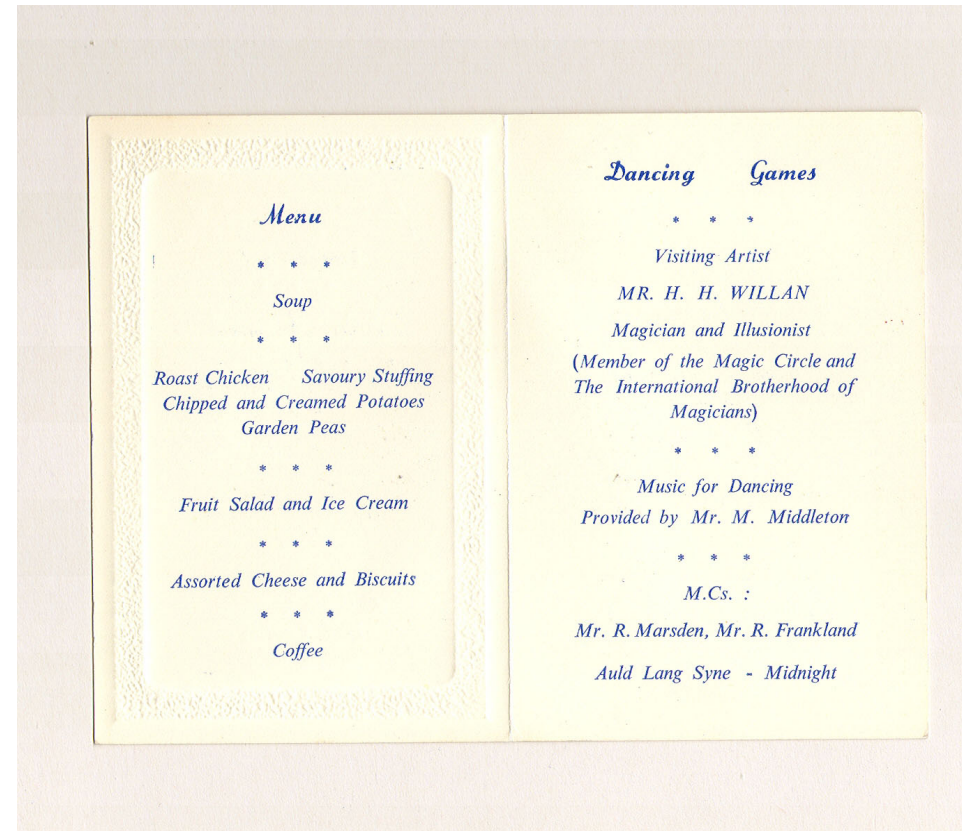 Menu
* * *
Soup
* * *
Roast Chicken Savoury Stuffing
Chipped and Creamed Potatoes
Garden Peas
* * *
Fruit Salad and Ice Cream
* * *
Assorted Cheese and Biscuits
* * *
Coffee
Dancing Games
* * *
Visiting Artist
MR. H. H. WILLAN
Magician and Illusionist
(Member of the Magic Circle and
The International Brotherhood of
Magicians)
* * *
Music for Dancing
Provided by Mr. M. Middleton
* * *
M.Cs. :
Mr. R. Marsden, Mr. R. Frankland
Auld Lang Syne - Midnight